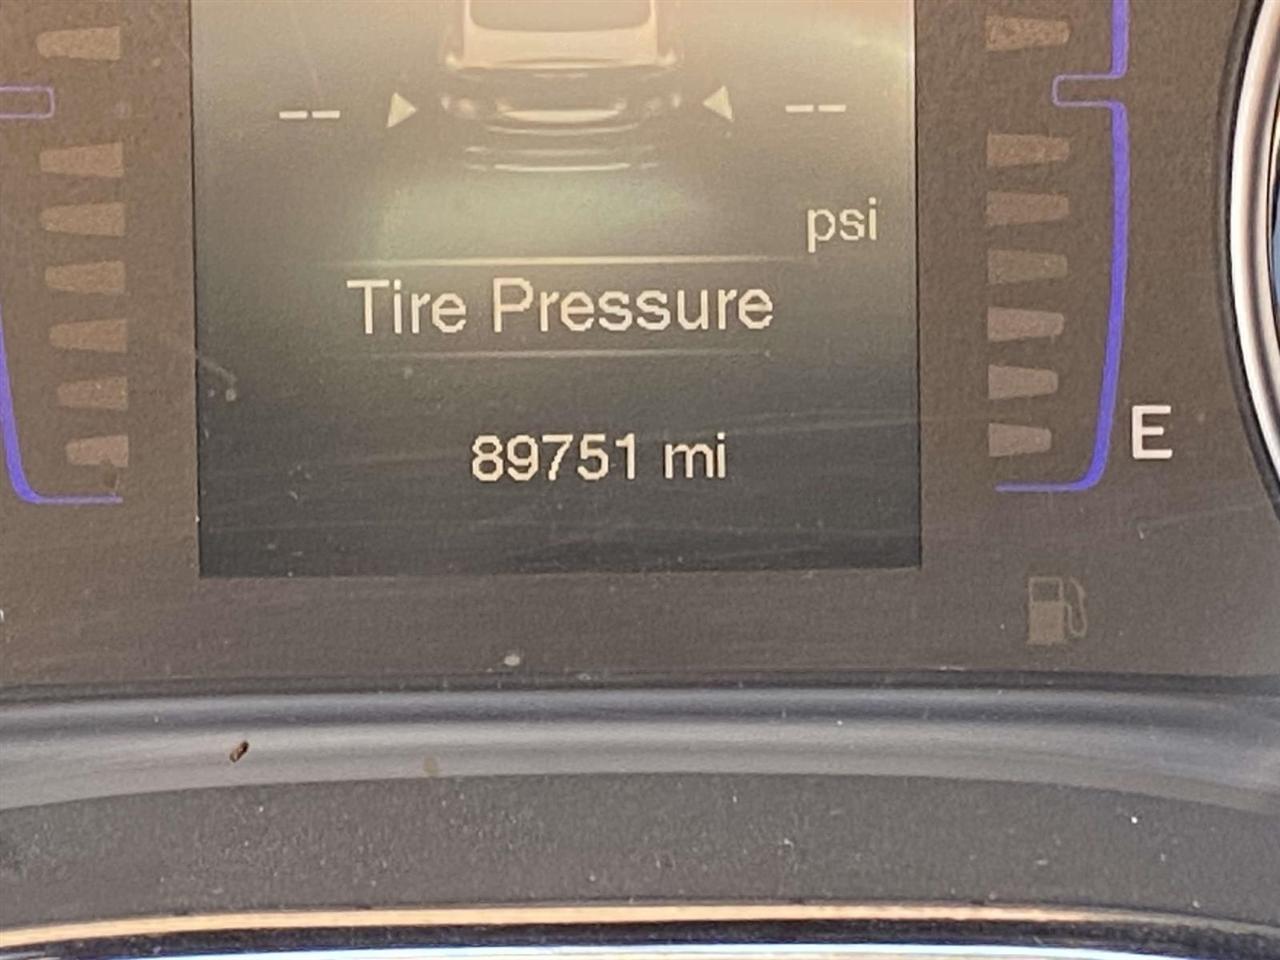 -- --
psi
Tire Pressure
89751 mi
E